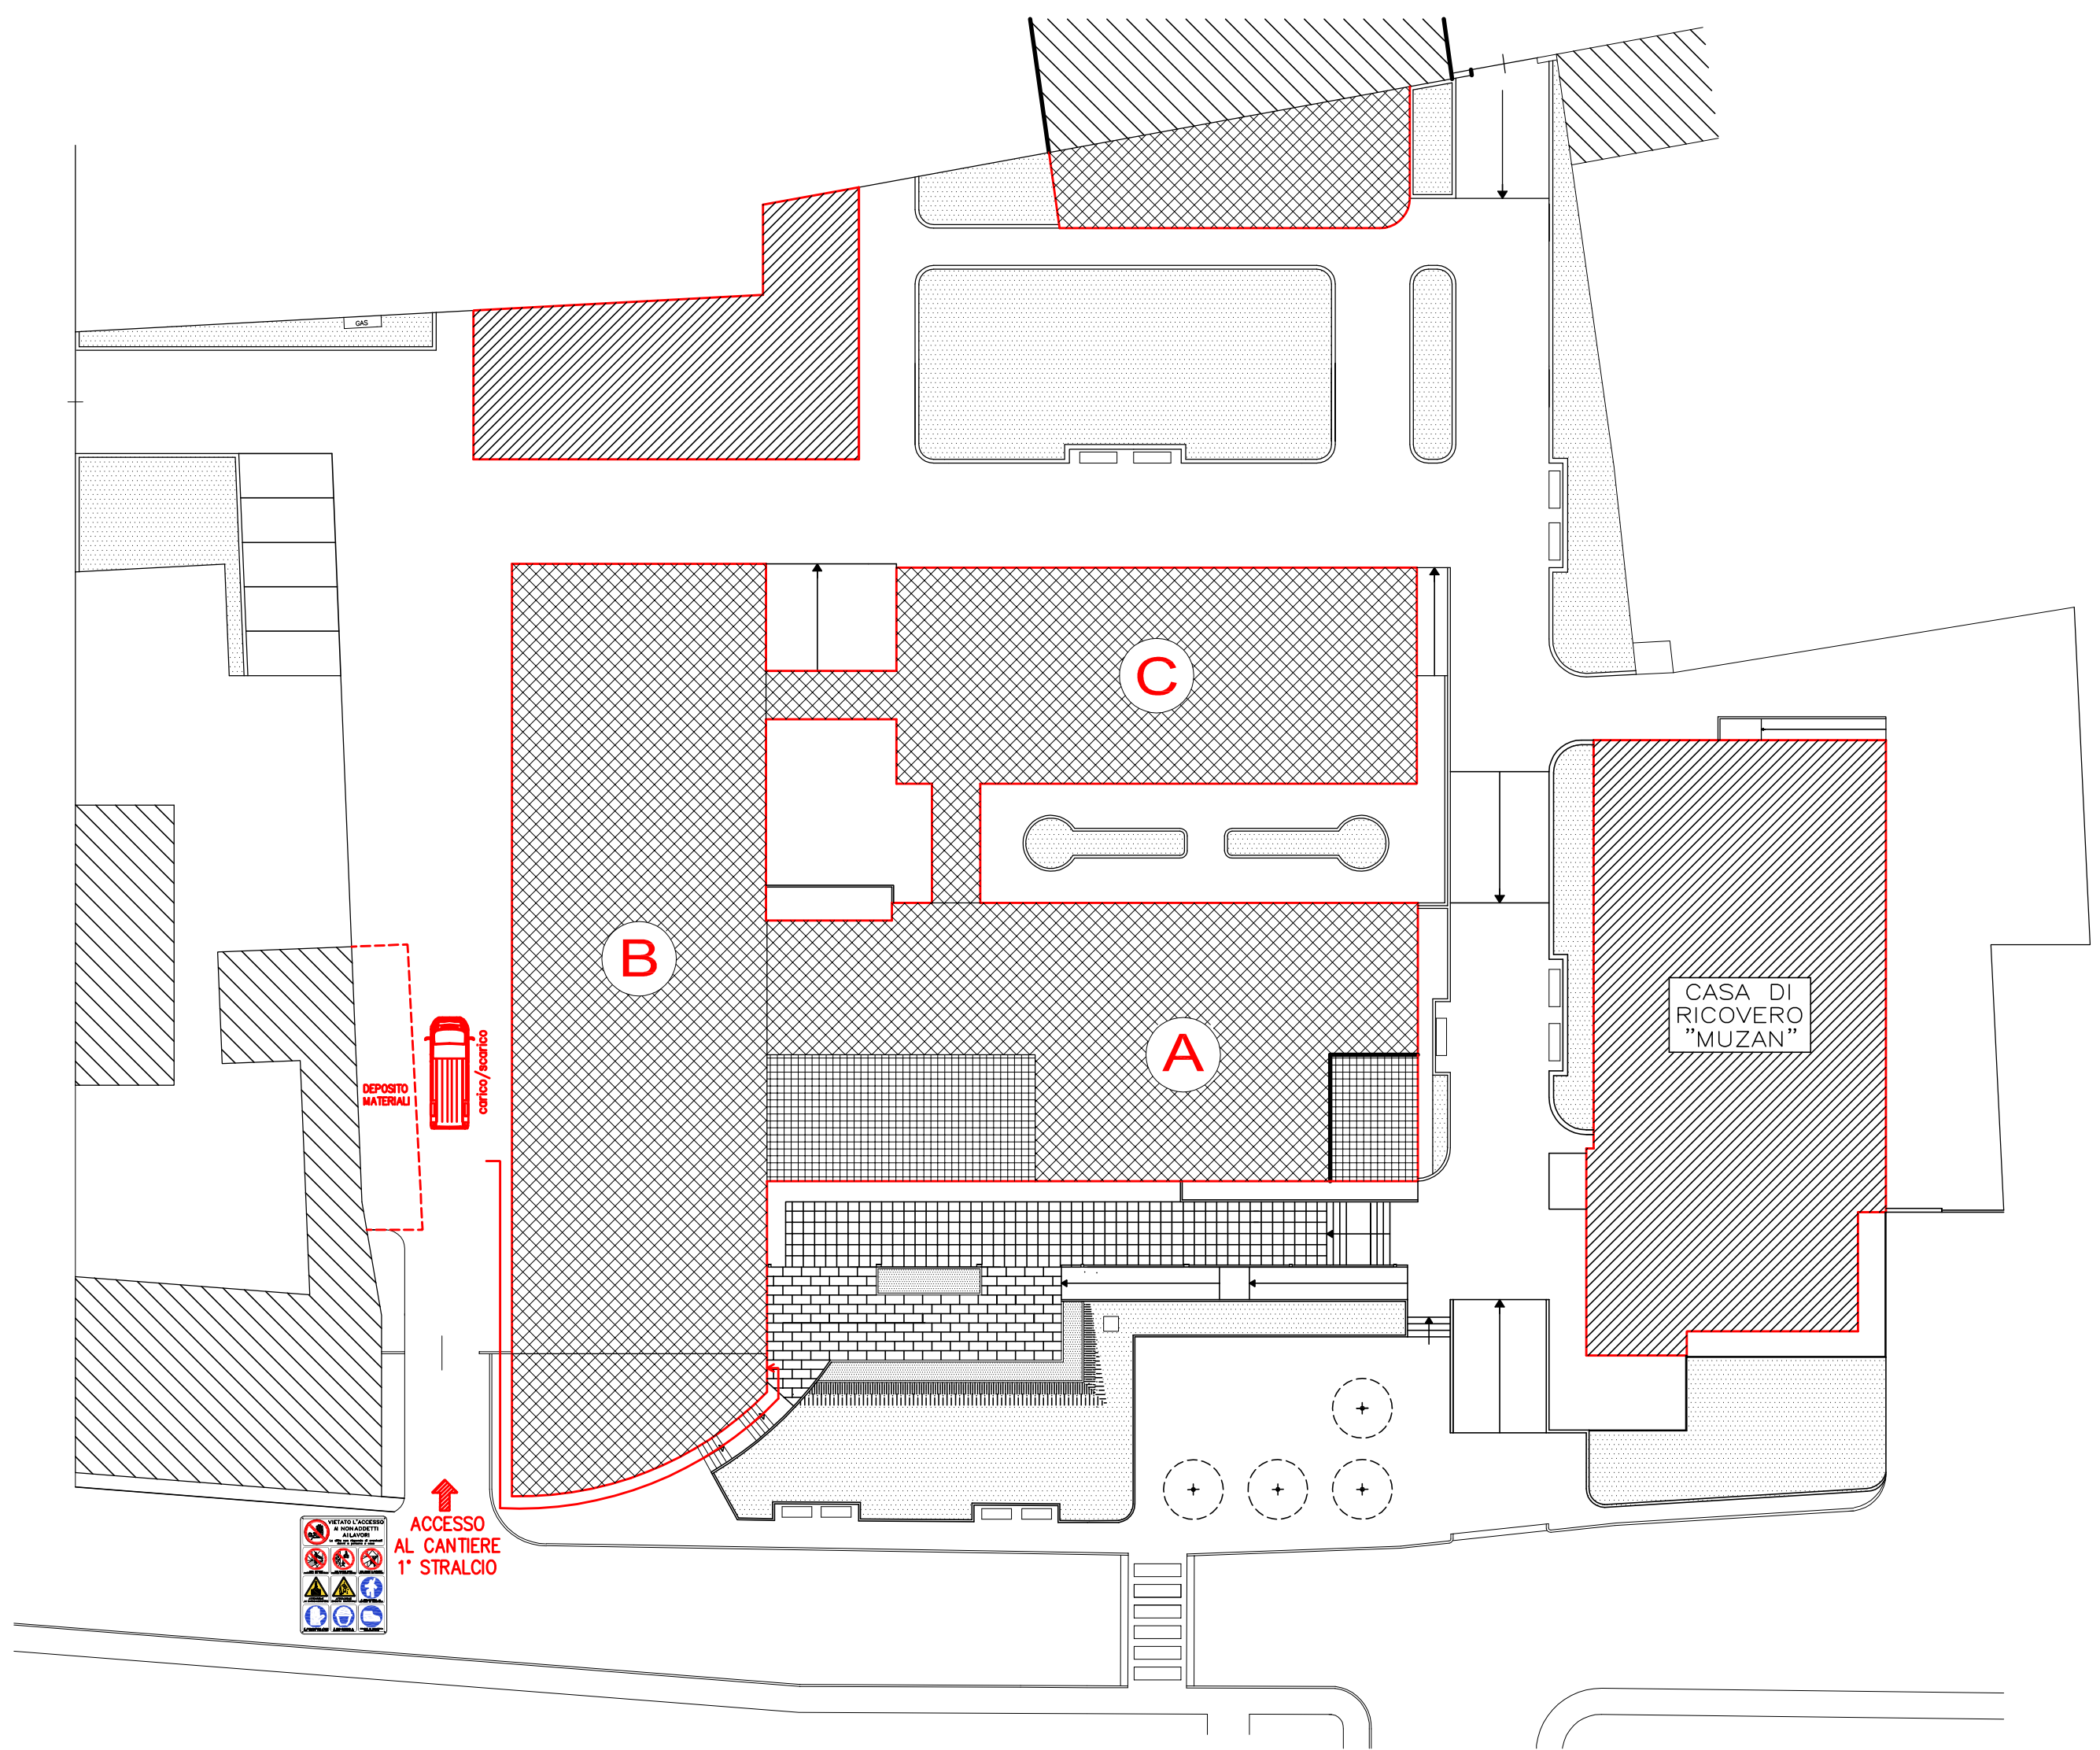 GAS
C
B
CASA DI
RICOVERO
"MUZAN"
A
carico/scarico
DEPOSITO
MATERIALI
ACCESSO
AL CANTIERE
1° STRALCIO
VIETATO L'ACCESSO
AI NON ADDETTI
AI LAVORI